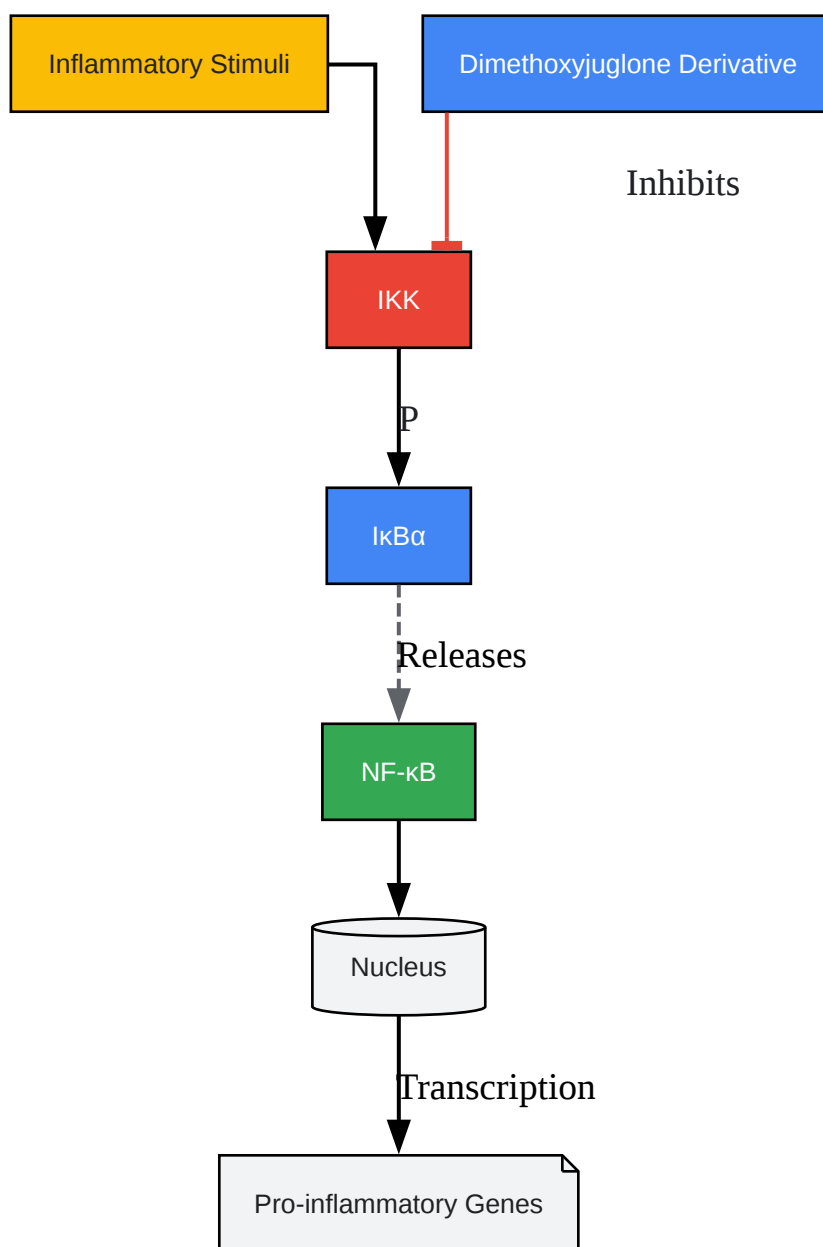 Inflammatory Stimuli
Dimethoxyjuglone Derivative
Inhibits
IKK
P
IκBα
Releases
NF-κB
Nucleus
Transcription
Pro-inflammatory Genes